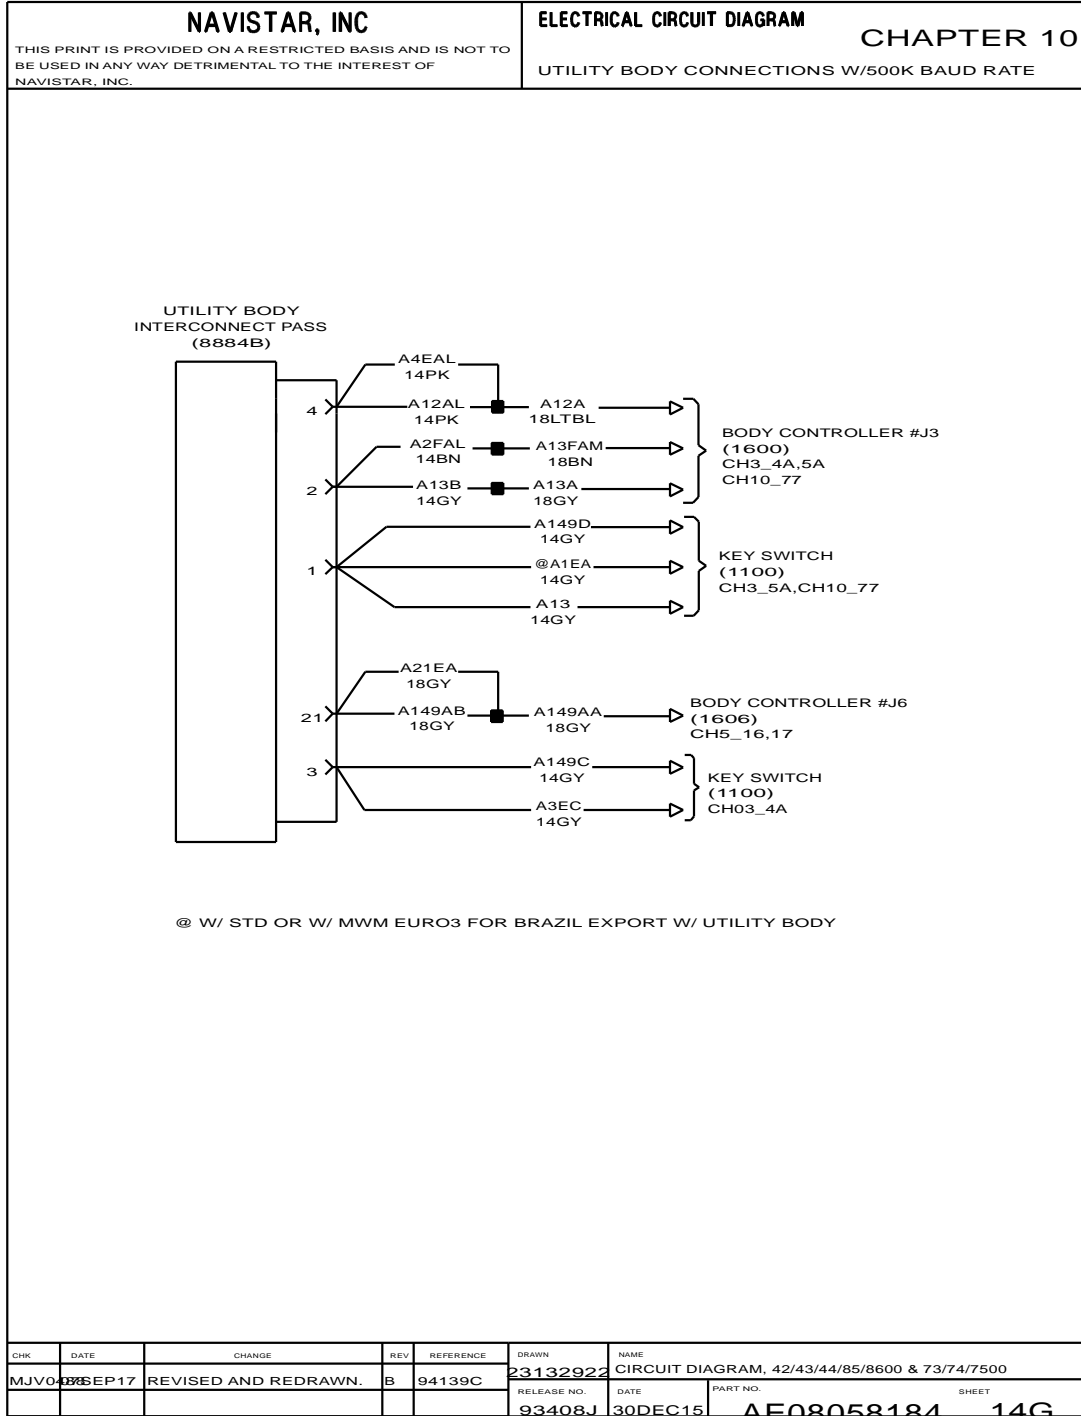 NAVISTAR, INC
THIS PRINT IS PROVIDED ON A RESTRICTED BASIS AND IS NOT TO
BE USED IN ANY WAY DETRIMENTAL TO THE INTEREST OF
NAVISTAR, INC.
ELECTRICAL CIRCUIT DIAGRAM
CHAPTER 10
UTILITY BODY CONNECTIONS W/500K BAUD RATE
UTILITY BODY
INTERCONNECT PASS
(8884B)
A4EAL
14PK
4
A12AL
14PK
A12A
18LTBL
A2FAL
14BN
A13FAM
18BN
2
A13B
14GY
A13A
18GY
BODY CONTROLLER #J3
(1600)
CH3_4A,5A
CH10_77
A149D
14GY
1
@A1EA
14GY
A13
14GY
KEY SWITCH
(1100)
CH3_5A,CH10_77
A21EA
18GY
21
A149AB
18GY
A149AA
18GY
BODY CONTROLLER #J6
(1606)
CH5_16,17
3
A149C
14GY
A3EC
14GY
KEY SWITCH
(1100)
CH03_4A
@ W/ STD OR W/ MWM EURO3 FOR BRAZIL EXPORT W/ UTILITY BODY
CHK DATE CHANGE REV REFERENCE
07SEP17 REVISED AND REDRAWN. B 94139C
DRAWN
23132922
NAME
CIRCUIT DIAGRAM, 42/43/44/85/8600 & 73/74/7500
RELEASE NO.
93408J
DATE
30DEC15
PART NO.
AF08058184
SHEET
14G